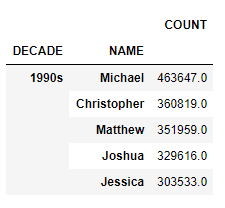 COUNT
DECADE NAME
1990s Michael 463647.0
Christopher 360819.0
Matthew 351959.0
Joshua 329616.0
Jessica 303533.0